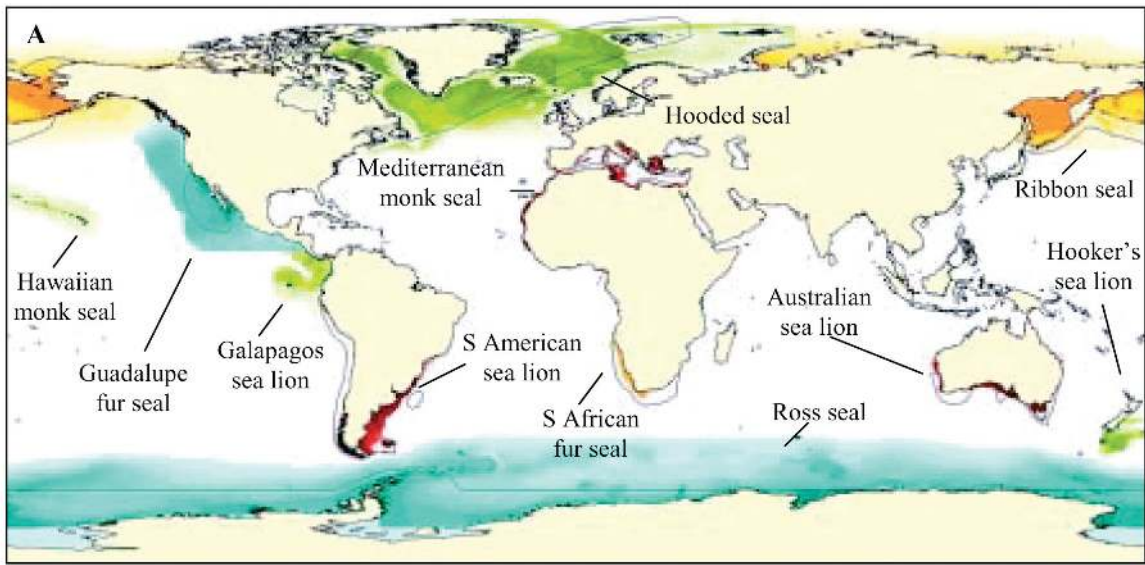 A
Hooded seal
Mediterranean
monk seal
Ribbon seal
Hawaiian
monk seal
Hooker's
sea lion
Australian
sea lion
Galapagos
sea lion
S American
sea lion
Guadalupe
fur seal
S African
fur seal
Ross seal